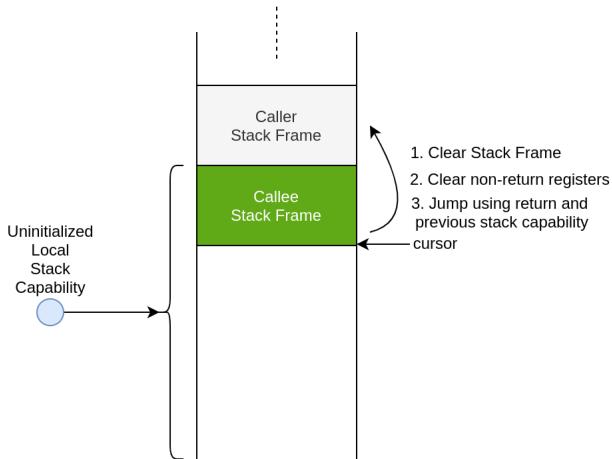 Caller
Stack Frame
Callee
Stack Frame
1. Clear Stack Frame
2. Clear non-return registers
3. Jump using return and
previous stack capability
cursor
Uninitialized
Local
Stack
Capability